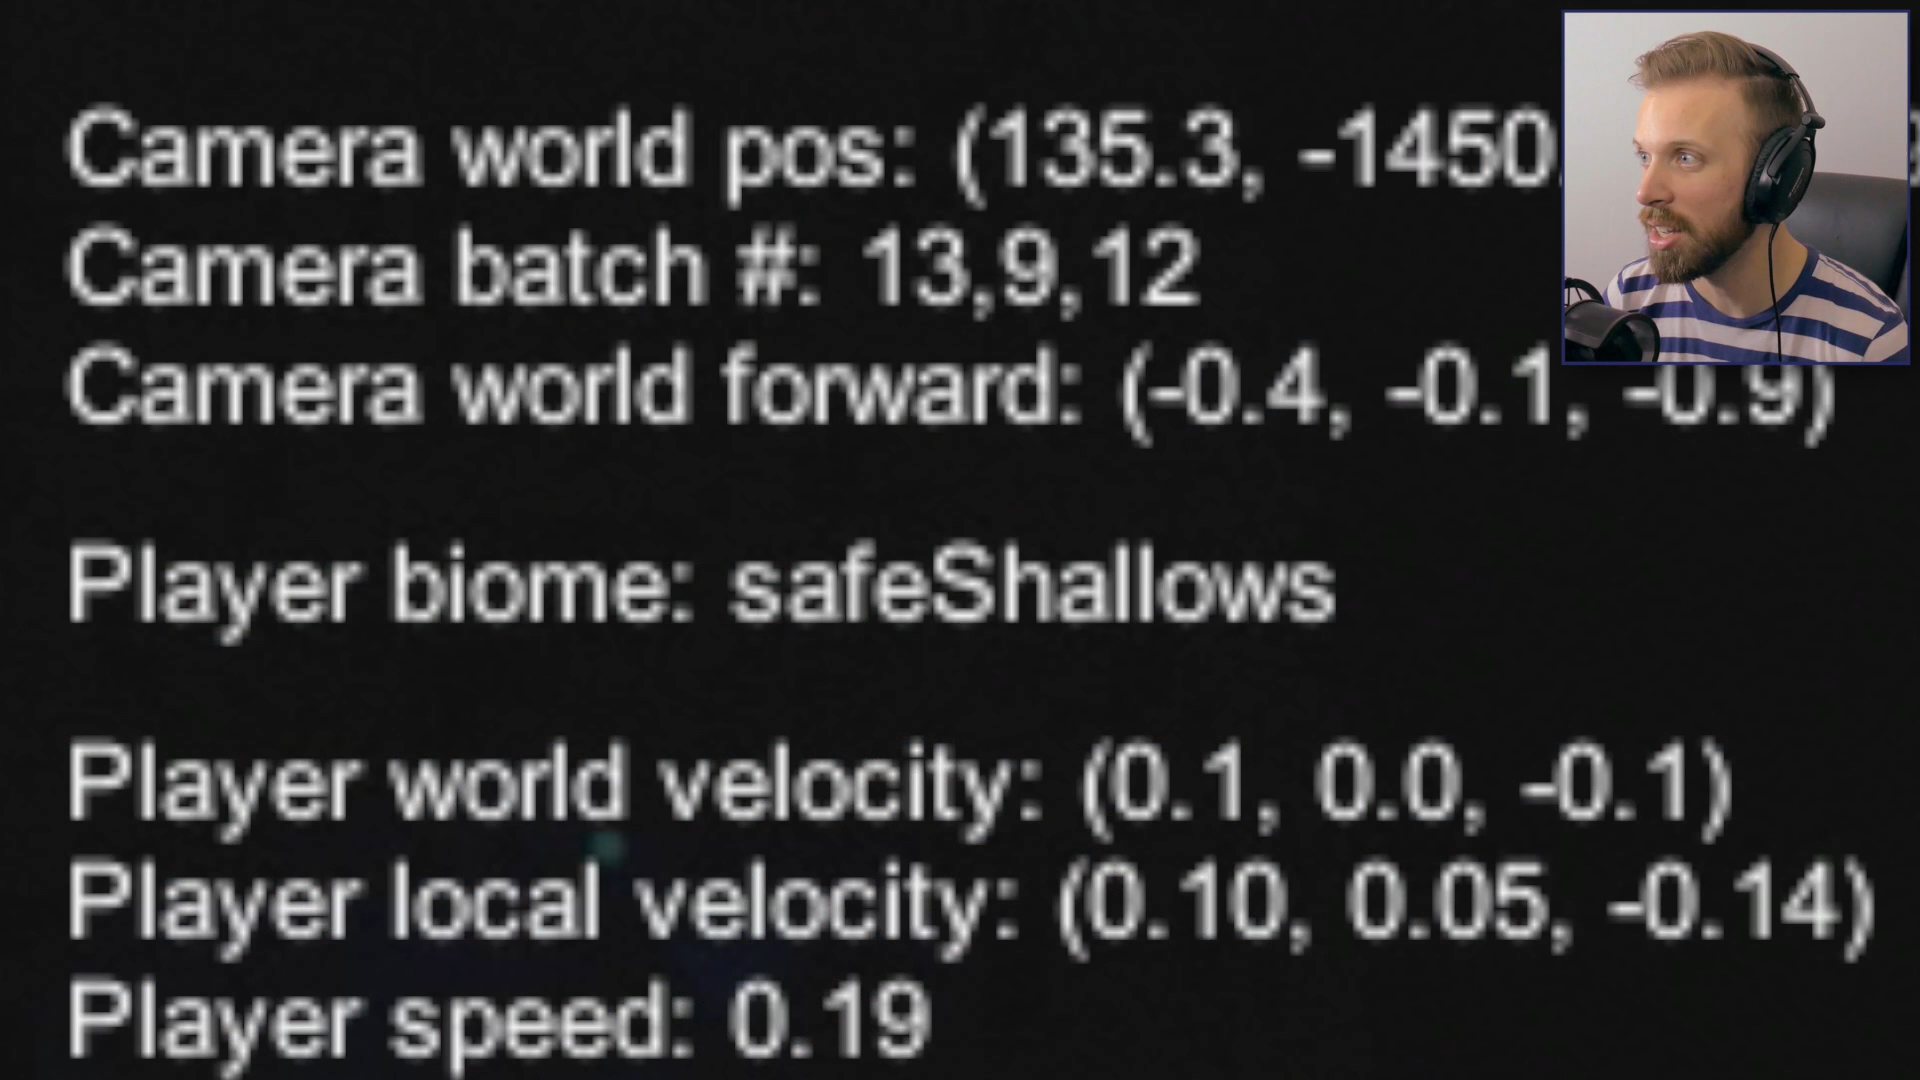 Camera world pos: (135.3, -1450.
Camera batch #: 13,9,12
Camera world forward: (-0.4, -0.1, -0.9)
Player biome: safeShallows
Player world velocity: (0.1, 0.0, -0.1)
Player local velocity: (0.10, 0.05, -0.14)
Player speed: 0.19